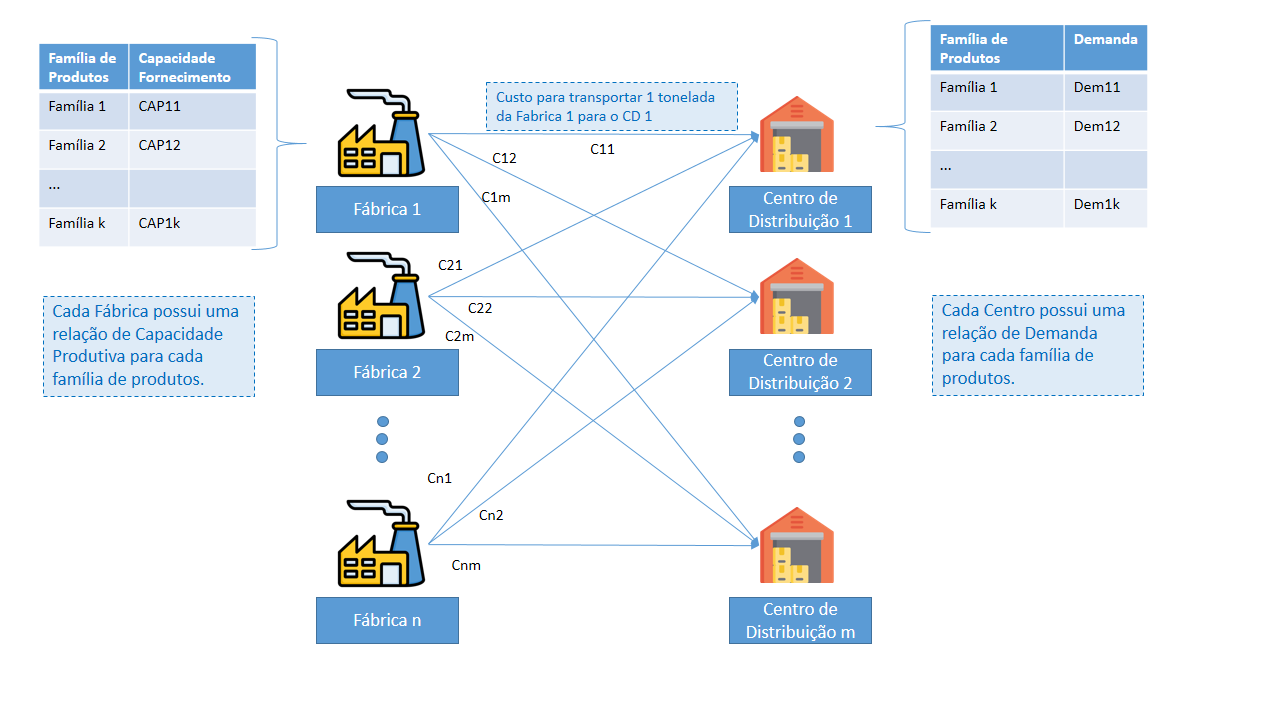 Família de
Produtos
Capacidade
Fornecimento
Família 1
CAP11
Família 2
CAP12
...
Família k
CAP1k
Cada Fábrica possui uma
relação de Capacidade
Produtiva para cada
família de produtos.
Fábrica 1
Fábrica 2
Fábrica n
Custo para transportar 1 tonelada
da Fabrica 1 para o CD 1
C11
C12
C1m
C21
C22
C2m
Cn1
Cn2
Cnm
Centro de
Distribuição 1
Centro de
Distribuição 2
Centro de
Distribuição m
Família de
Produtos
Demanda
Família 1
Dem11
Família 2
Dem12
...
Família k
Dem1k
Cada Centro possui uma
relação de Demanda
para cada família de
produtos.